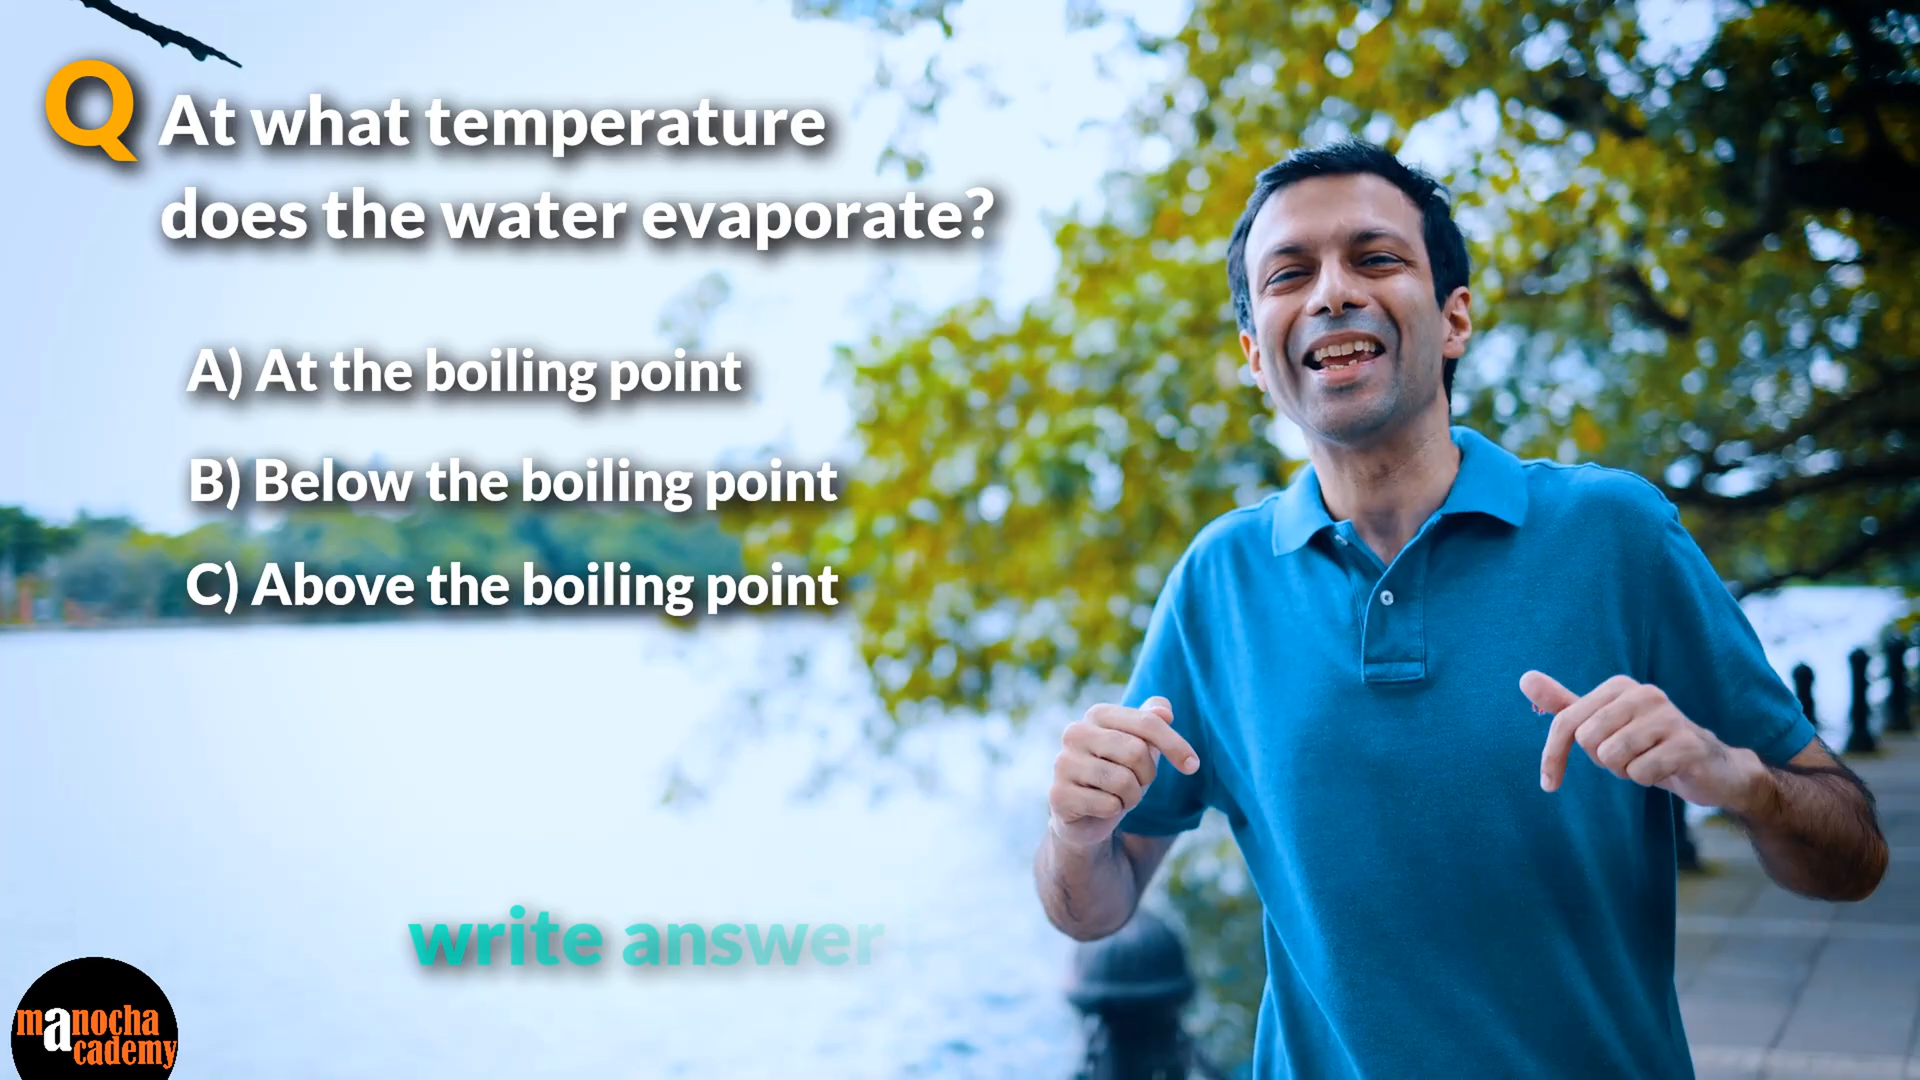 Q At what temperature
does the water evaporate?
A) At the boiling point
B) Below the boiling point
C) Above the boiling point
write answer
manocha
academy